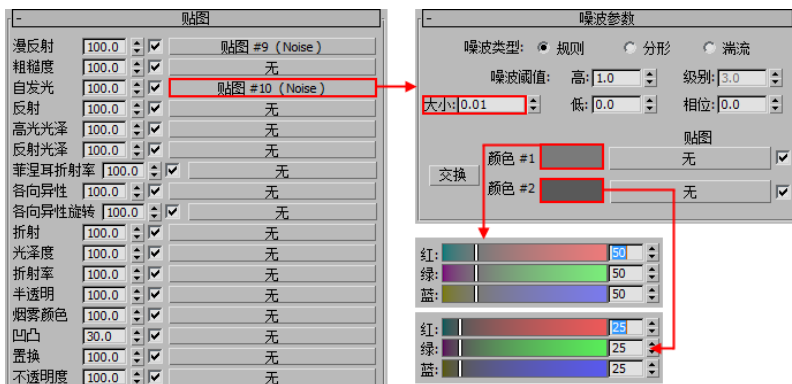 - 贴图
漫反射 100.0 贴图 #9 (Noise)
粗糙度 100.0 无
自发光 100.0 贴图 #10 (Noise)
反射 100.0 无
高光光泽 100.0 无
反射光泽 100.0 无
菲涅耳折射率 100.0 无
各向异性 100.0 无
各向异性旋转 100.0 无
折射 100.0 无
光泽度 100.0 无
折射率 100.0 无
半透明 100.0 无
烟雾颜色 100.0 无
凹凸 30.0 无
置换 100.0 无
不透明度 100.0 无
- 噪波参数
噪波类型: 规则 分形 湍流
噪波阈值: 高: 1.0 级别: 3.0
大小: 0.01 低: 0.0 相位: 0.0
贴图
交换 颜色 #1 无
颜色 #2 无
红: 50
绿: 50
蓝: 50
红: 25
绿: 25
蓝: 25